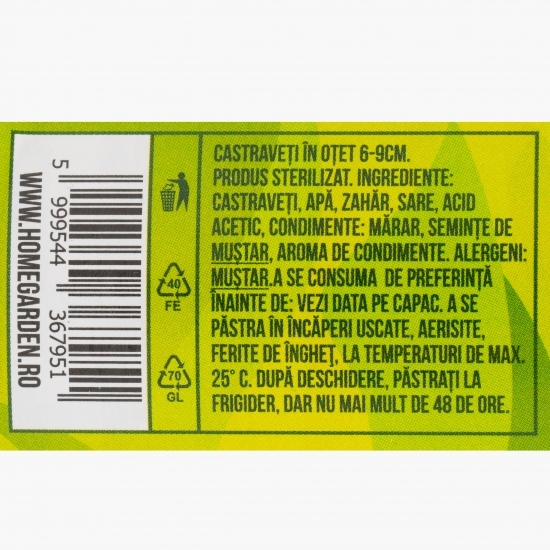 5 999544 367951
WWW.HOMEGARDEN.RO
40
FE
70
GL
CASTRAVEȚI ÎN OȚET 6-9CM.
PRODUS STERILIZAT. INGREDIENTE:
CASTRAVEȚI, APĂ, ZAHĂR, SARE, ACID
ACETIC, CONDIMENTE: MĂRAR, SEMINȚE DE
MUȘTAR, AROMA DE CONDIMENTE. ALERGENI:
MUȘTAR.A SE CONSUMA DE PREFERINȚĂ
ÎNAINTE DE: VEZI DATA PE CAPAC. A SE
PĂSTRA ÎN ÎNCĂPERI USCATE, AERISITE,
FERITE DE ÎNGHEȚ, LA TEMPERATURI DE MAX.
25° C. DUPĂ DESCHIDERE, PĂSTRAȚI LA
FRIGIDER, DAR NU MAI MULT DE 48 DE ORE.